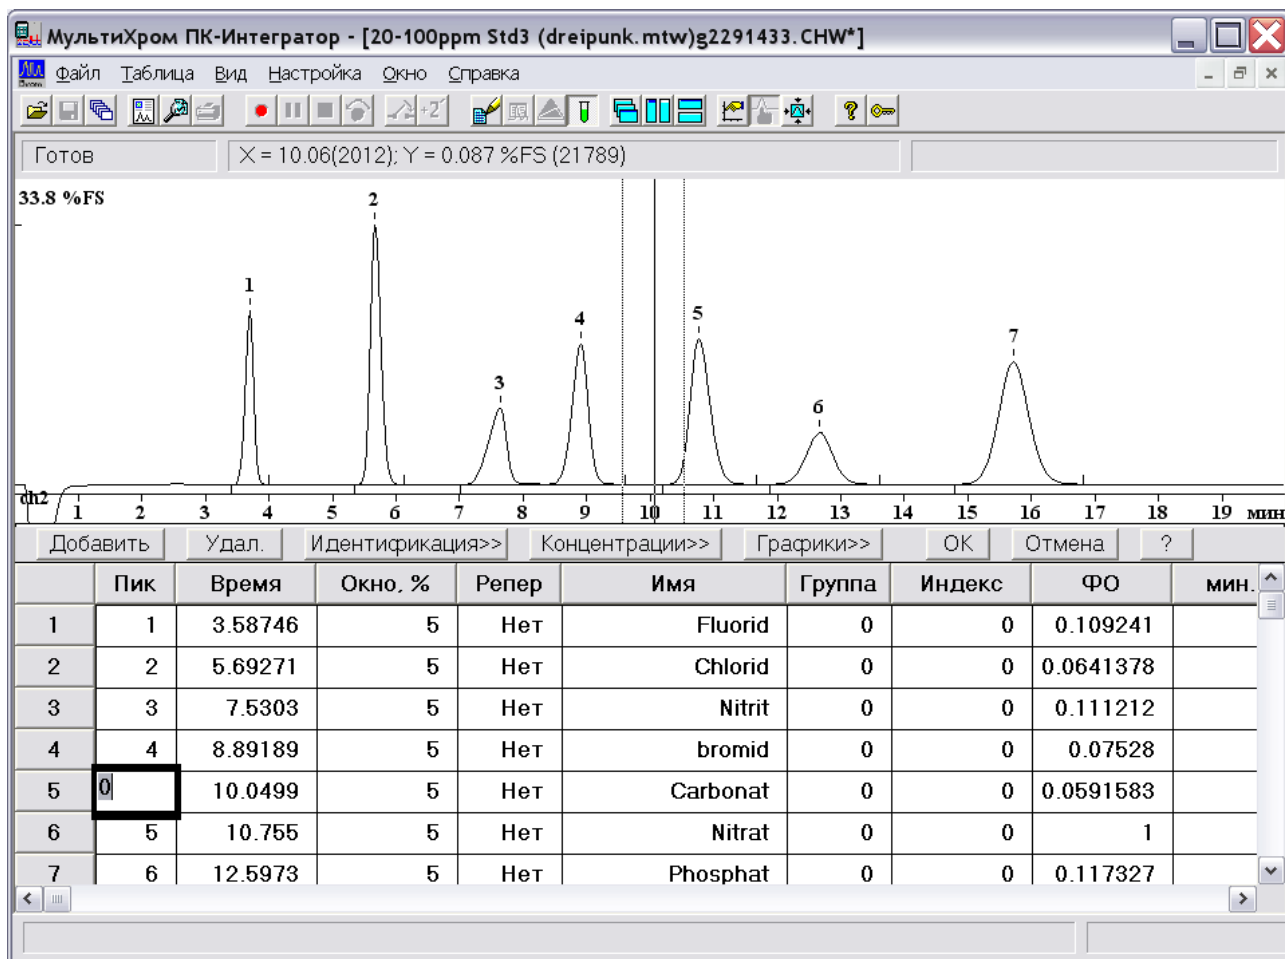 МультиХром ПК-Интегратор - [20-100ppm Std3 (dreipunk.mtw)g2291433.CHW*]
Файл Таблица Вид Настройка Окно Справка
Готов X = 10.06(2012); Y = 0.087 %FS (21789)
33.8 %FS
1 2 3 4 5 6 7
ch2
1 2 3 4 5 6 7 8 9 10 11 12 13 14 15 16 17 18 19 мин
Добавить Удал. Идентификация>> Концентрации>> Графики>> ОК Отмена ?
Пик Время Окно, % Репер Имя Группа Индекс ФО мин.
1 1 3.58746 5 Нет Fluorid 0 0 0.109241
2 2 5.69271 5 Нет Chlorid 0 0 0.0641378
3 3 7.5303 5 Нет Nitrit 0 0 0.111212
4 4 8.89189 5 Нет bromid 0 0 0.07528
5 0 10.0499 5 Нет Carbonat 0 0 0.0591583
6 5 10.755 5 Нет Nitrat 0 0 1
7 6 12.5973 5 Нет Phosphat 0 0 0.117327